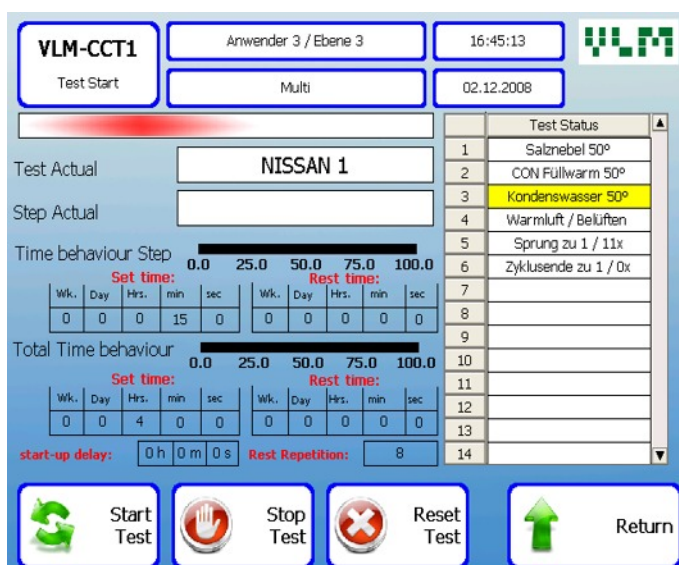 VLM-CCT1
Test Start
Anwender 3 / Ebene 3
Multi
16:45:13
02.12.2008
VLM
Test Actual
NISSAN 1
Step Actual
Time behaviour Step
0.0 25.0 50.0 75.0 100.0
Set time: Rest time:
Wk. Day Hrs. min sec Wk. Day Hrs. min sec
0 0 0 15 0 0 0 0 0 0
Total Time behaviour
0.0 25.0 50.0 75.0 100.0
Set time: Rest time:
Wk. Day Hrs. min sec Wk. Day Hrs. min sec
0 0 4 0 0 0 0 0 0 0
start-up delay: 0 h 0 m 0 s Rest Repetition: 8
Test Status
1 Salznebel 50º
2 CON Füllwarm 50º
3 Kondenswasser 50º
4 Warmluft / Belüften
5 Sprung zu 1 / 11x
6 Zyklusende zu 1 / 0x
7
8
9
10
11
12
13
14
Start
Test
Stop
Test
Reset
Test
Return